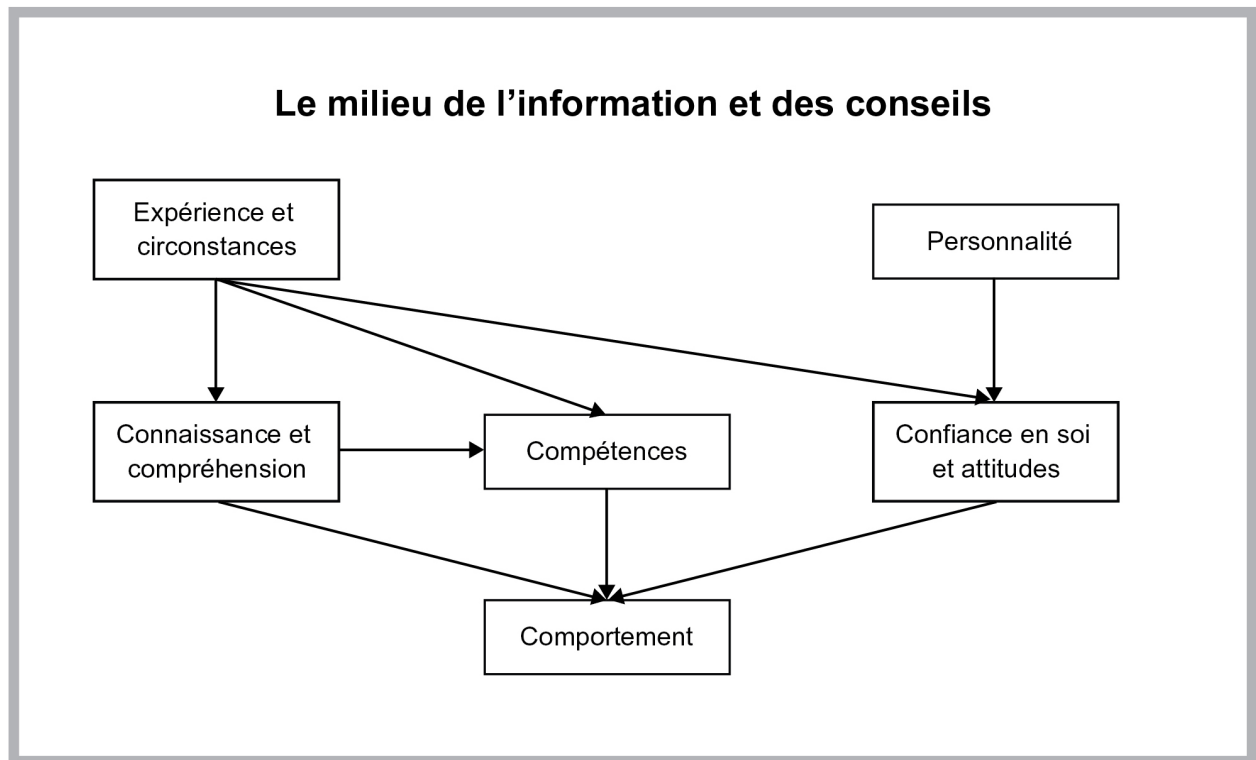 Le milieu de l’information et des conseils
Expérience et
circonstances
Personnalité
Connaissance et
compréhension
Compétences
Confiance en soi
et attitudes
Comportement